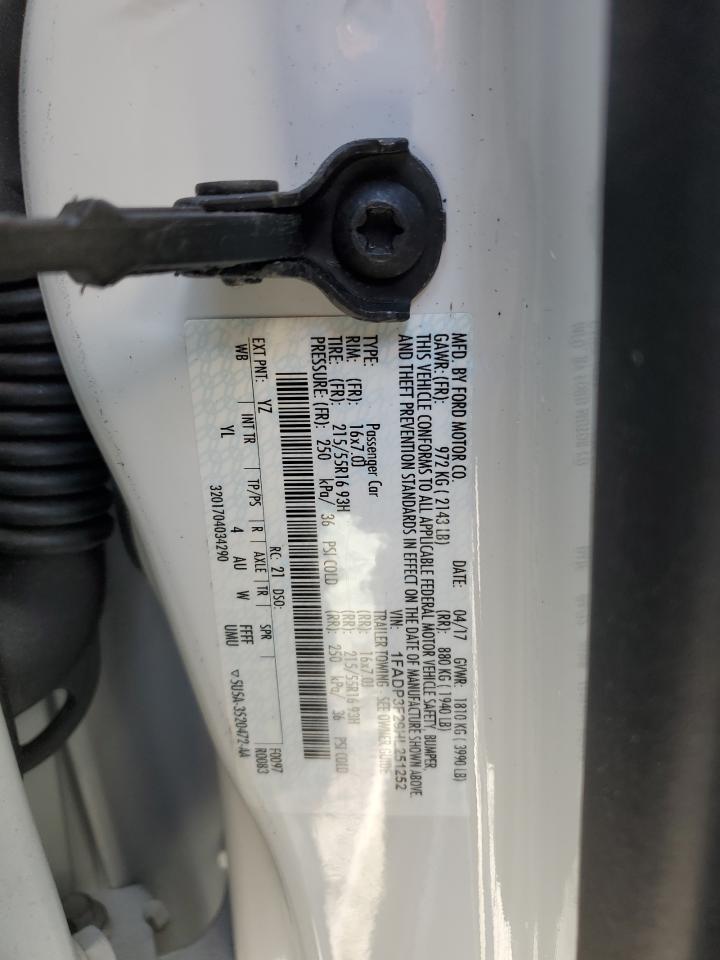 MFD. BY FORD MOTOR CO.
DATE: 04/17 GVWR: 1810 KG ( 3990 LB)
GAWR: (FR): 972 KG ( 2143 LB) (RR): 880 KG ( 1940 LB)
THIS VEHICLE CONFORMS TO ALL APPLICABLE FEDERAL MOTOR VEHICLE SAFETY, BUMPER,
AND THEFT PREVENTION STANDARDS IN EFFECT ON THE DATE OF MANUFACTURE SHOWN ABOVE.
VIN: 1FADP3F29HL251252
TYPE: Passenger Car TRAILER TOWING - SEE OWNER GUIDE
RIM: (FR): 16x7.0J (RR): 16x7.0J
TIRE: (FR): 215/55R16 93H (RR): 215/55R16 93H
PRESSURE: (FR): 250 kPa/ 36 PSI COLD (RR): 250 kPa/ 36 PSI COLD
F0097
EXT PNT: YZ RC: 21 DSO: R0083
WB INT TR TP/PS R AXLE TR SPR
YL 4 AU W FFFF UMU
3201704034290 ▽5U5A-3520472-AA